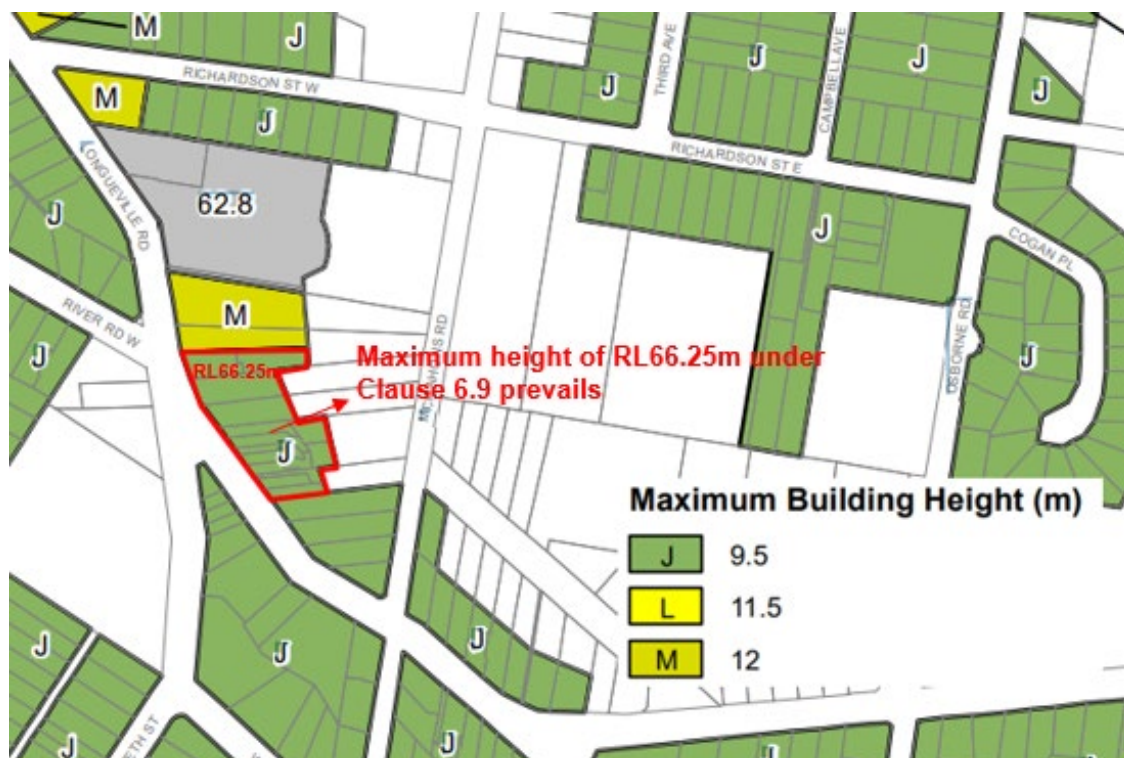 M
J
RICHARDSON ST W
M
J
THIRD AVE
J
J
CAMPBELL AVE
J
J
RICHARDSON ST E
LONGUEVILLE RD
62.8
J
J
COGAN PL
RIVER RD W
M
J
OSBORNE RD
J
RL66.25m
Maximum height of RL66.25m under
Clause 6.9 prevails
J
Maximum Building Height (m)
J 9.5
L 11.5
M 12
J
J
J
J
J
J